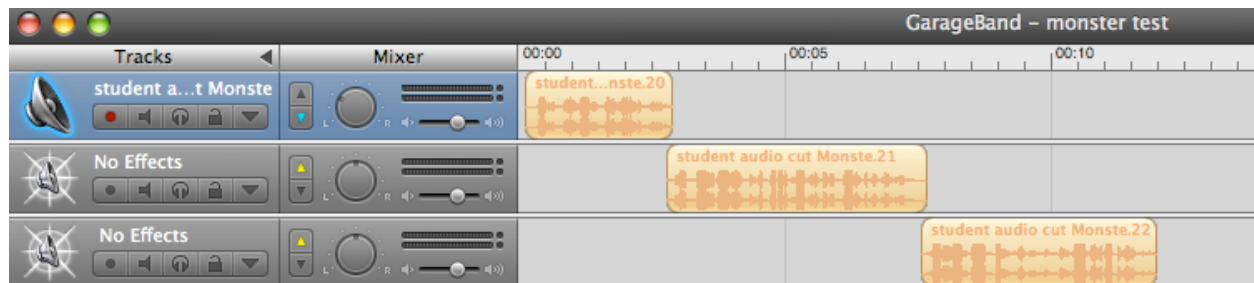 GarageBand – monster test
Tracks Mixer 00:00 00:05 00:10
student a...t Monste
L R
student...nste.20
No Effects
L R
student audio cut Monste.21
No Effects
L R
student audio cut Monste.22